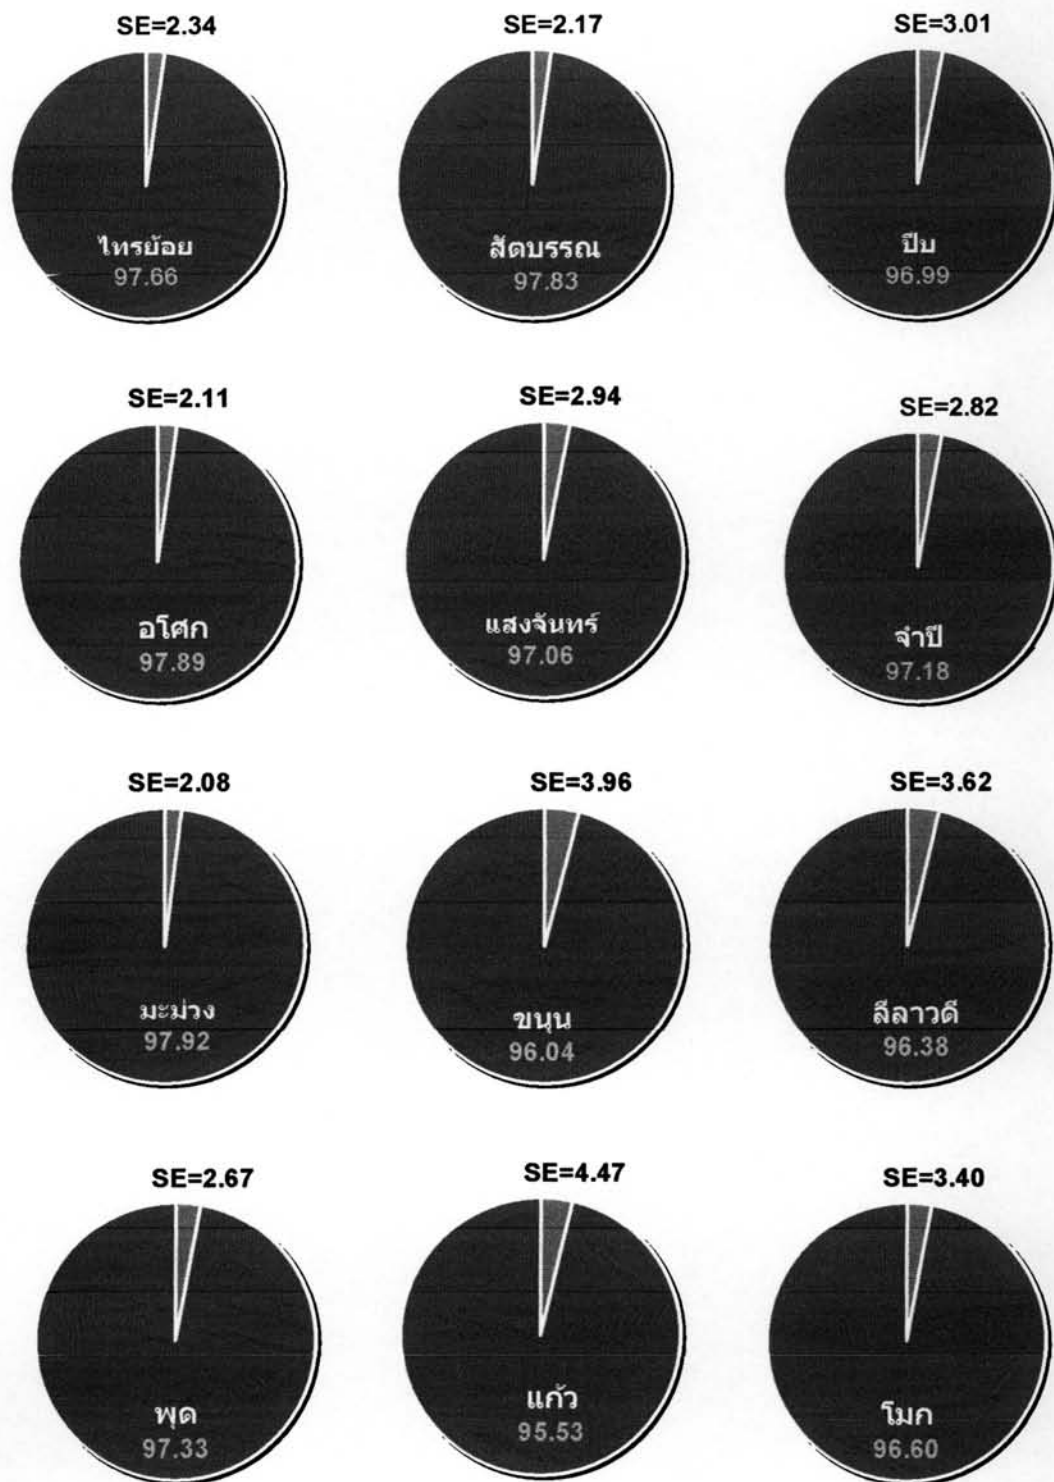 SE=2.34
ไทรย้อย
97.66
SE=2.17
สัตบรรณ
97.83
SE=3.01
ปีบ
96.99
SE=2.11
อโศก
97.89
SE=2.94
แสงจันทร์
97.06
SE=2.82
จำปี
97.18
SE=2.08
มะม่วง
97.92
SE=3.96
ขนุน
96.04
SE=3.62
ลีลาวดี
96.38
SE=2.67
พุด
97.33
SE=4.47
แก้ว
95.53
SE=3.40
โมก
96.60